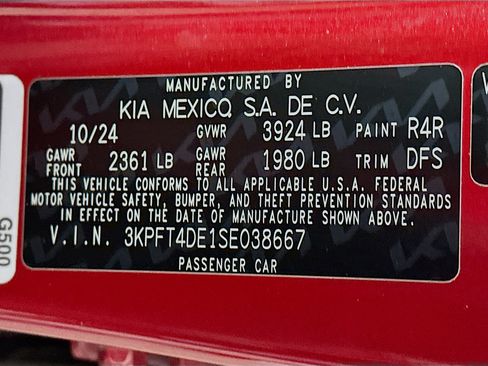 MANUFACTURED BY
KIA MEXICO, S.A. DE C.V.
10/24 GVWR 3924 LB PAINT R4R
GAWR FRONT 2361 LB GAWR REAR 1980 LB TRIM DFS
THIS VEHICLE CONFORMS TO ALL APPLICABLE U.S.A. FEDERAL
MOTOR VEHICLE SAFETY, BUMPER, AND THEFT PREVENTION STANDARDS
IN EFFECT ON THE DATE OF MANUFACTURE SHOWN ABOVE.
V.I.N. 3KPFT4DE1SE038667
PASSENGER CAR
G500